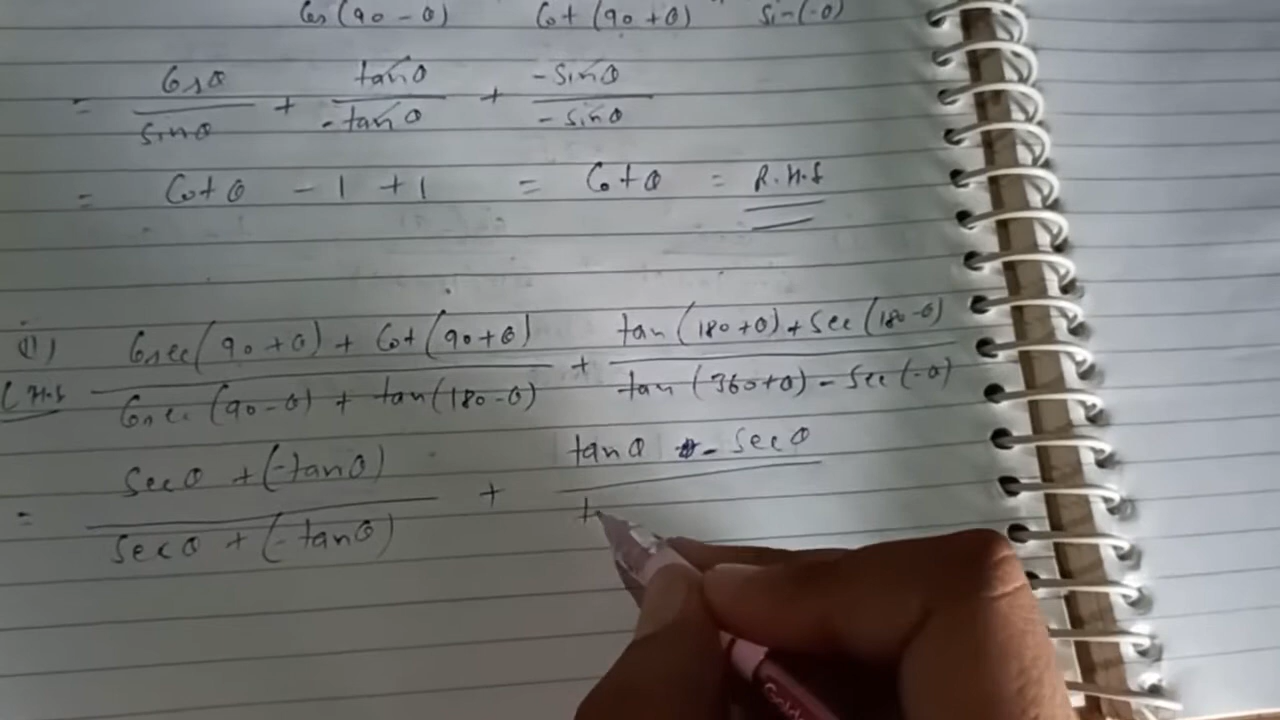 Cos(90-θ) Cot(90+θ) sin(-θ)
= Cosθ/sinθ + tanθ/-tanθ + -sinθ/-sinθ
= Cotθ -1 +1 = Cotθ = R.H.S
(ii) Cosec(90+θ) + Cot(90+θ) / Cosec(90-θ) + tan(180-θ) + tan(180+θ) + sec(180-θ) / tan(360+θ) - sec(-θ)
L.H.S
= secθ + (-tanθ) / secθ + (-tanθ) + tanθ - secθ / t